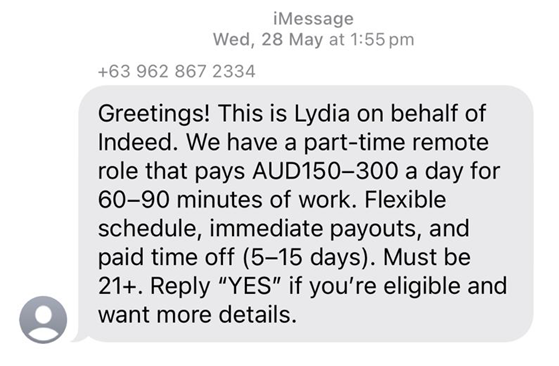 iMessage
Wed, 28 May at 1:55 pm
+63 962 867 2334
Greetings! This is Lydia on behalf of
Indeed. We have a part-time remote
role that pays AUD150–300 a day for
60–90 minutes of work. Flexible
schedule, immediate payouts, and
paid time off (5–15 days). Must be
21+. Reply “YES” if you’re eligible and
want more details.